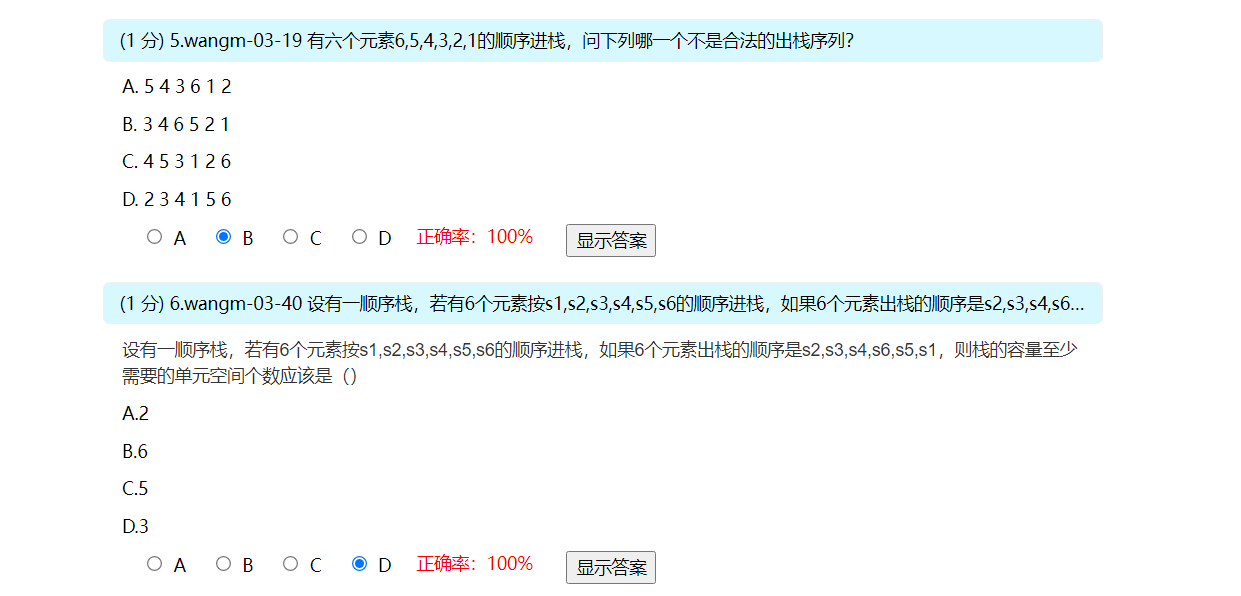 (1 分) 5.wangm-03-19 有六个元素6,5,4,3,2,1的顺序进栈，问下列哪一个不是合法的出栈序列？
A. 5 4 3 6 1 2
B. 3 4 6 5 2 1
C. 4 5 3 1 2 6
D. 2 3 4 1 5 6
A B C D 正确率：100% 显示答案
(1 分) 6.wangm-03-40 设有一顺序栈，若有6个元素按s1,s2,s3,s4,s5,s6的顺序进栈，如果6个元素出栈的顺序是s2,s3,s4,s6...
设有一顺序栈，若有6个元素按s1,s2,s3,s4,s5,s6的顺序进栈，如果6个元素出栈的顺序是s2,s3,s4,s6,s5,s1，则栈的容量至少
需要的单元空间个数应该是（）
A.2
B.6
C.5
D.3
A B C D 正确率：100% 显示答案